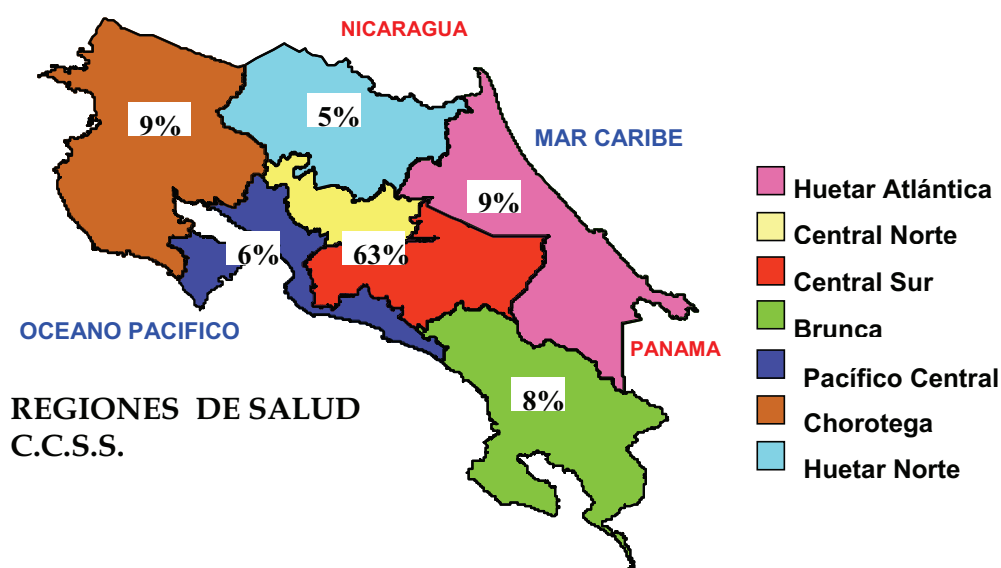 NICARAGUA
9%
5%
MAR CARIBE
9%
6%
63%
OCEANO PACIFICO
PANAMA
8%
REGIONES DE SALUD
C.C.S.S.
Huetar Atlántica
Central Norte
Central Sur
Brunca
Pacífico Central
Chorotega
Huetar Norte